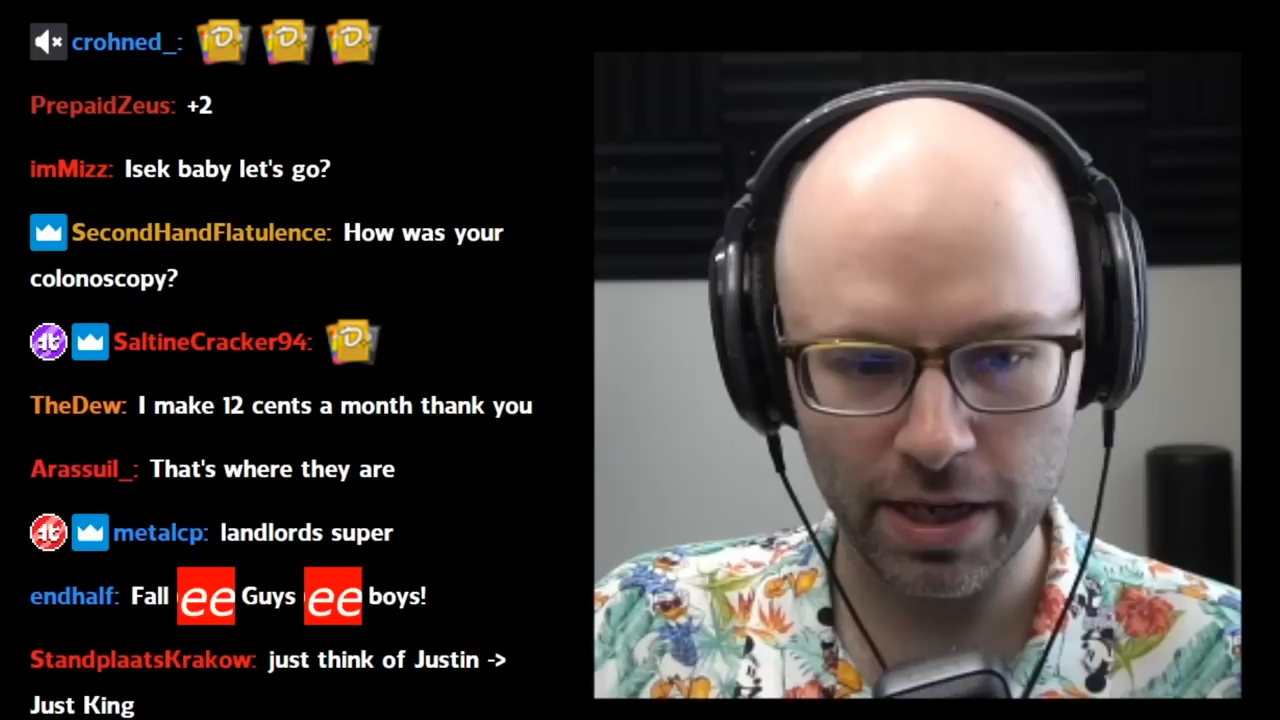 crohned_:
PrepaidZeus: +2
imMizz: Isek baby let's go?
SecondHandFlatulence: How was your
colonoscopy?
SaltineCracker94:
TheDew: I make 12 cents a month thank you
Arassuil_: That's where they are
metalcp: landlords super
endhalf: Fall ee Guys ee boys!
StandplaatsKrakow: just think of Justin ->
Just King